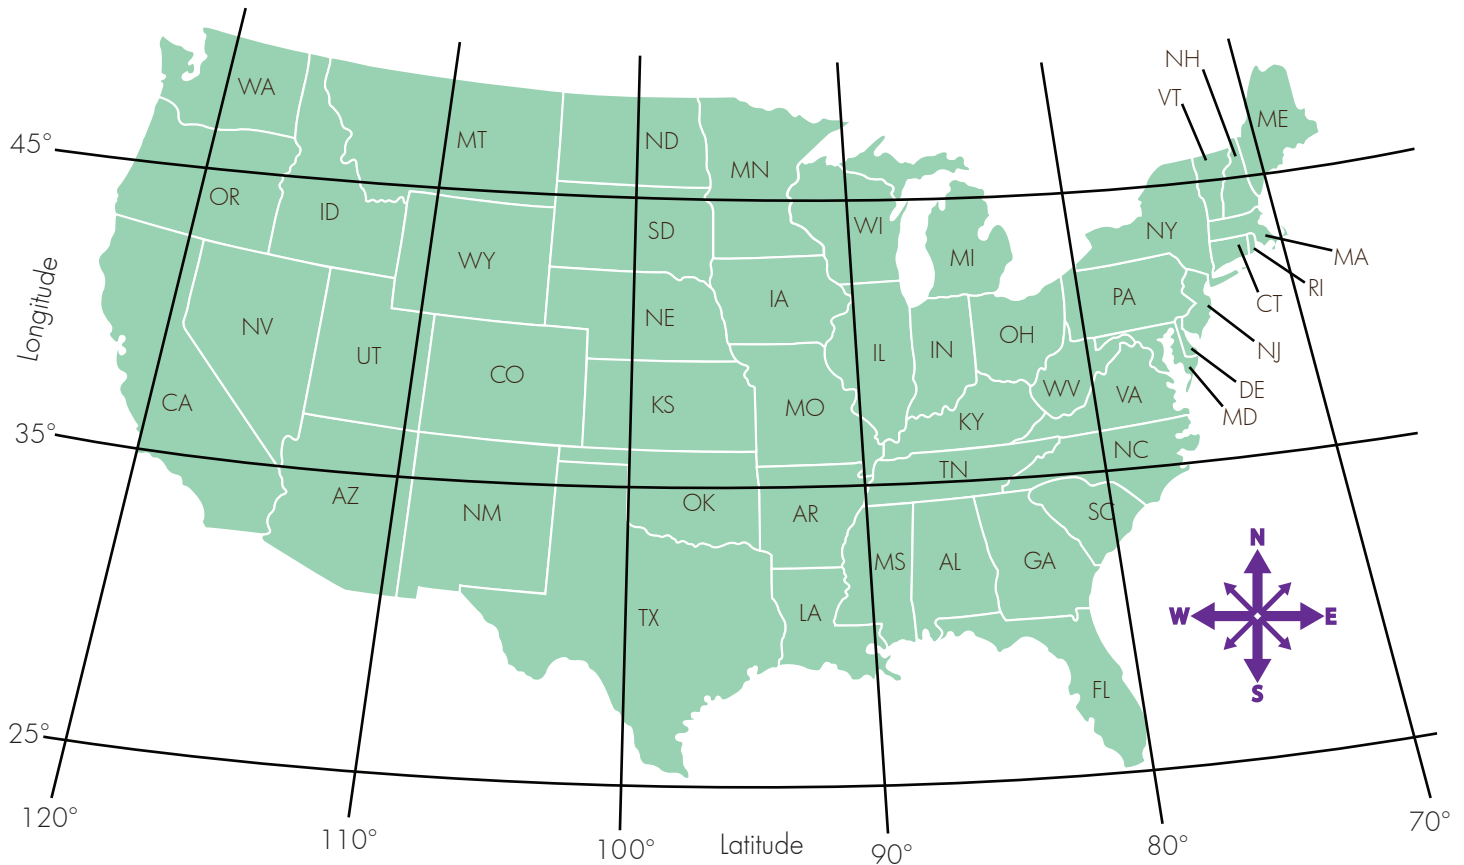 NH
WA
VT
ME
MT
ND
45°
MN
OR
ID
SD
WI
NY
MA
WY
MI
RI
Longitude
IA
PA
CT
NV
NE
OH
NJ
UT
CO
IL
IN
DE
CA
KS
MO
WV
VA
MD
KY
35°
NC
TN
AZ
NM
OK
AR
SC
N
MS
AL
GA
TX
LA
W
E
FL
S
25°
120°
110°
100°
Latitude
90°
80°
70°